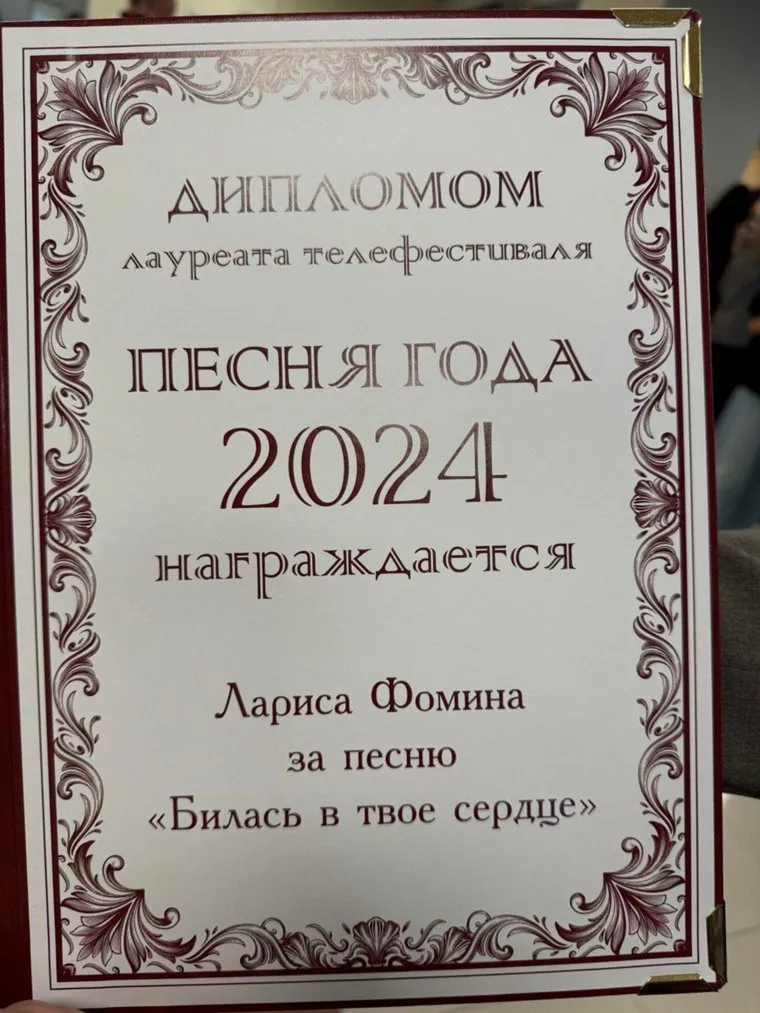 ДИПЛОМОМ
лауреата телефестиваля
ПЕСНЯ ГОДА
2024
награждается
Лариса Фомина
за песню
«Билась в твое сердце»